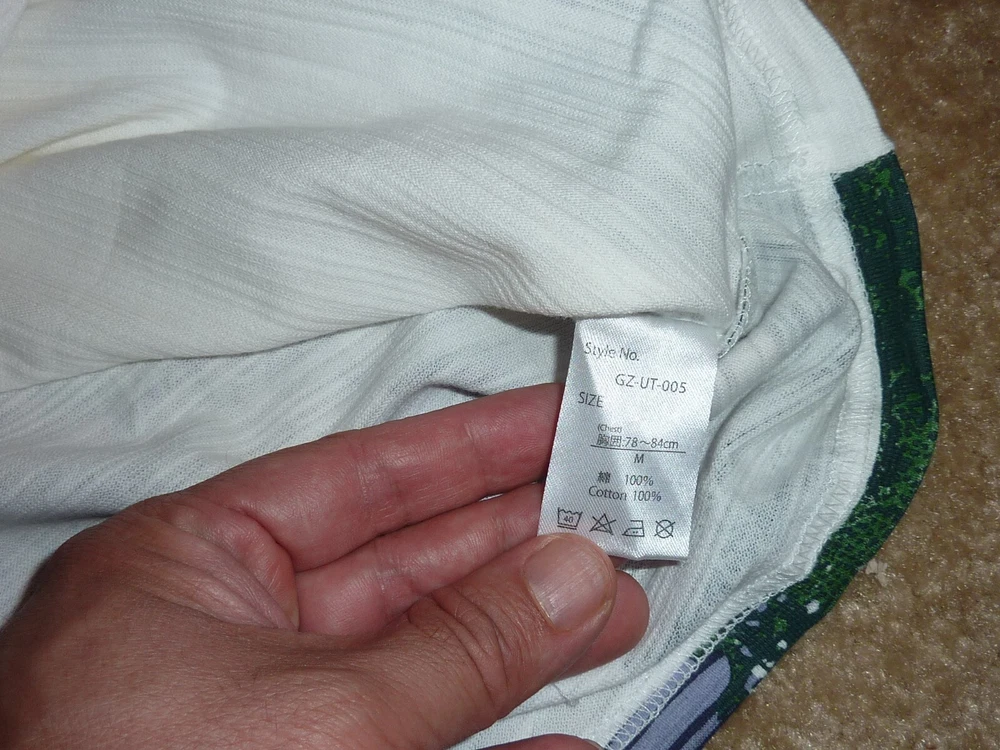 Style No.
GZ-UT-005
SIZE
(Chest)
胸囲:78～84cm
M
綿 100%
Cotton 100%
40